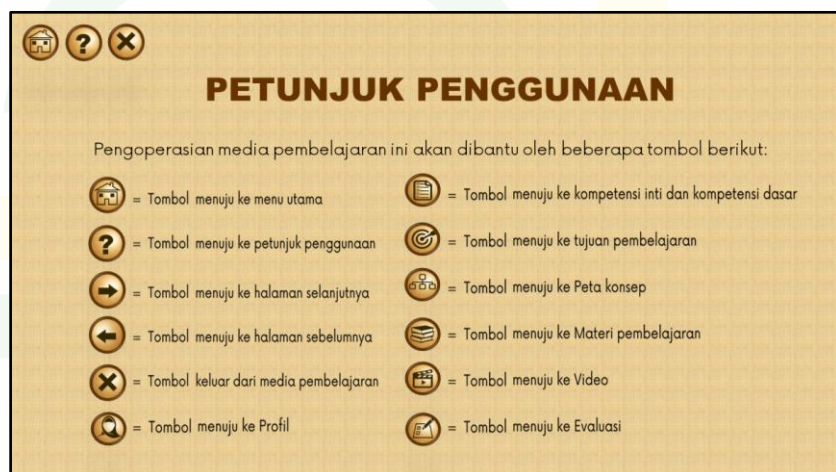 ?
PETUNJUK PENGGUNAAN
Pengoperasian media pembelajaran ini akan dibantu oleh beberapa tombol berikut:
= Tombol menuju ke menu utama
? = Tombol menuju ke petunjuk penggunaan
= Tombol menuju ke halaman selanjutnya
= Tombol menuju ke halaman sebelumnya
= Tombol keluar dari media pembelajaran
= Tombol menuju ke Profil
= Tombol menuju ke kompetensi inti dan kompetensi dasar
= Tombol menuju ke tujuan pembelajaran
= Tombol menuju ke Peta konsep
= Tombol menuju ke Materi pembelajaran
= Tombol menuju ke Video
= Tombol menuju ke Evaluasi